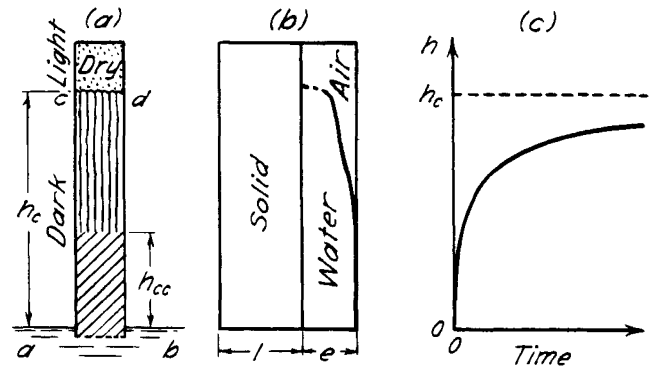 (a)
Light
Dry
c
d
h_c
Dark
h_cc
a
b
(b)
Solid
Air
Water
l
e
(c)
h
h_c
0
0
Time